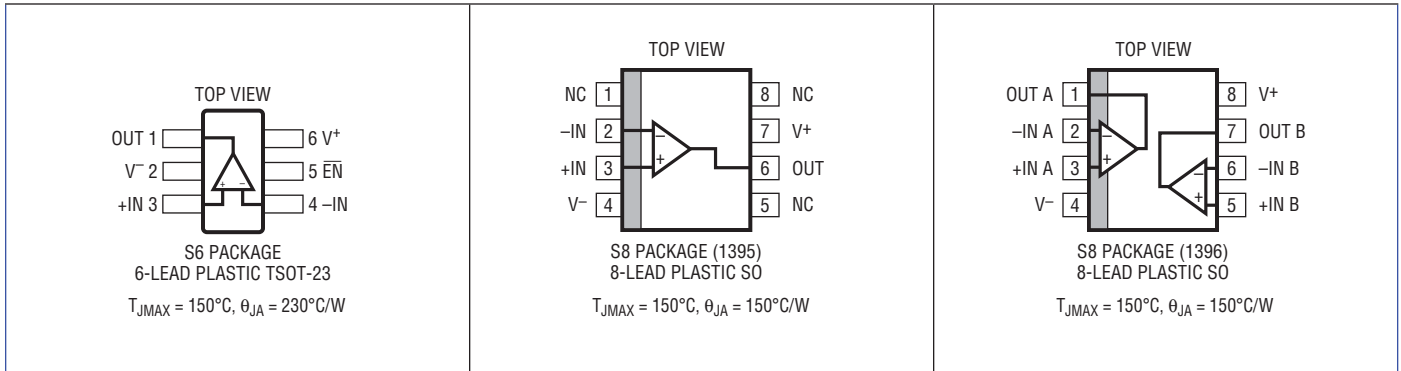 TOP VIEW
OUT 1
6 V+
V– 2
5 E̅N̅
+IN 3
4 –IN
+ –
S6 PACKAGE
6-LEAD PLASTIC TSOT-23
TJMAX = 150°C, θJA = 230°C/W
TOP VIEW
NC 1
8 NC
–IN 2
–
7 V+
+IN 3
+
6 OUT
V– 4
5 NC
S8 PACKAGE (1395)
8-LEAD PLASTIC SO
TJMAX = 150°C, θJA = 150°C/W
TOP VIEW
OUT A 1
8 V+
–IN A 2
–
7 OUT B
+IN A 3
+
–
6 –IN B
V– 4
+
5 +IN B
S8 PACKAGE (1396)
8-LEAD PLASTIC SO
TJMAX = 150°C, θJA = 150°C/W